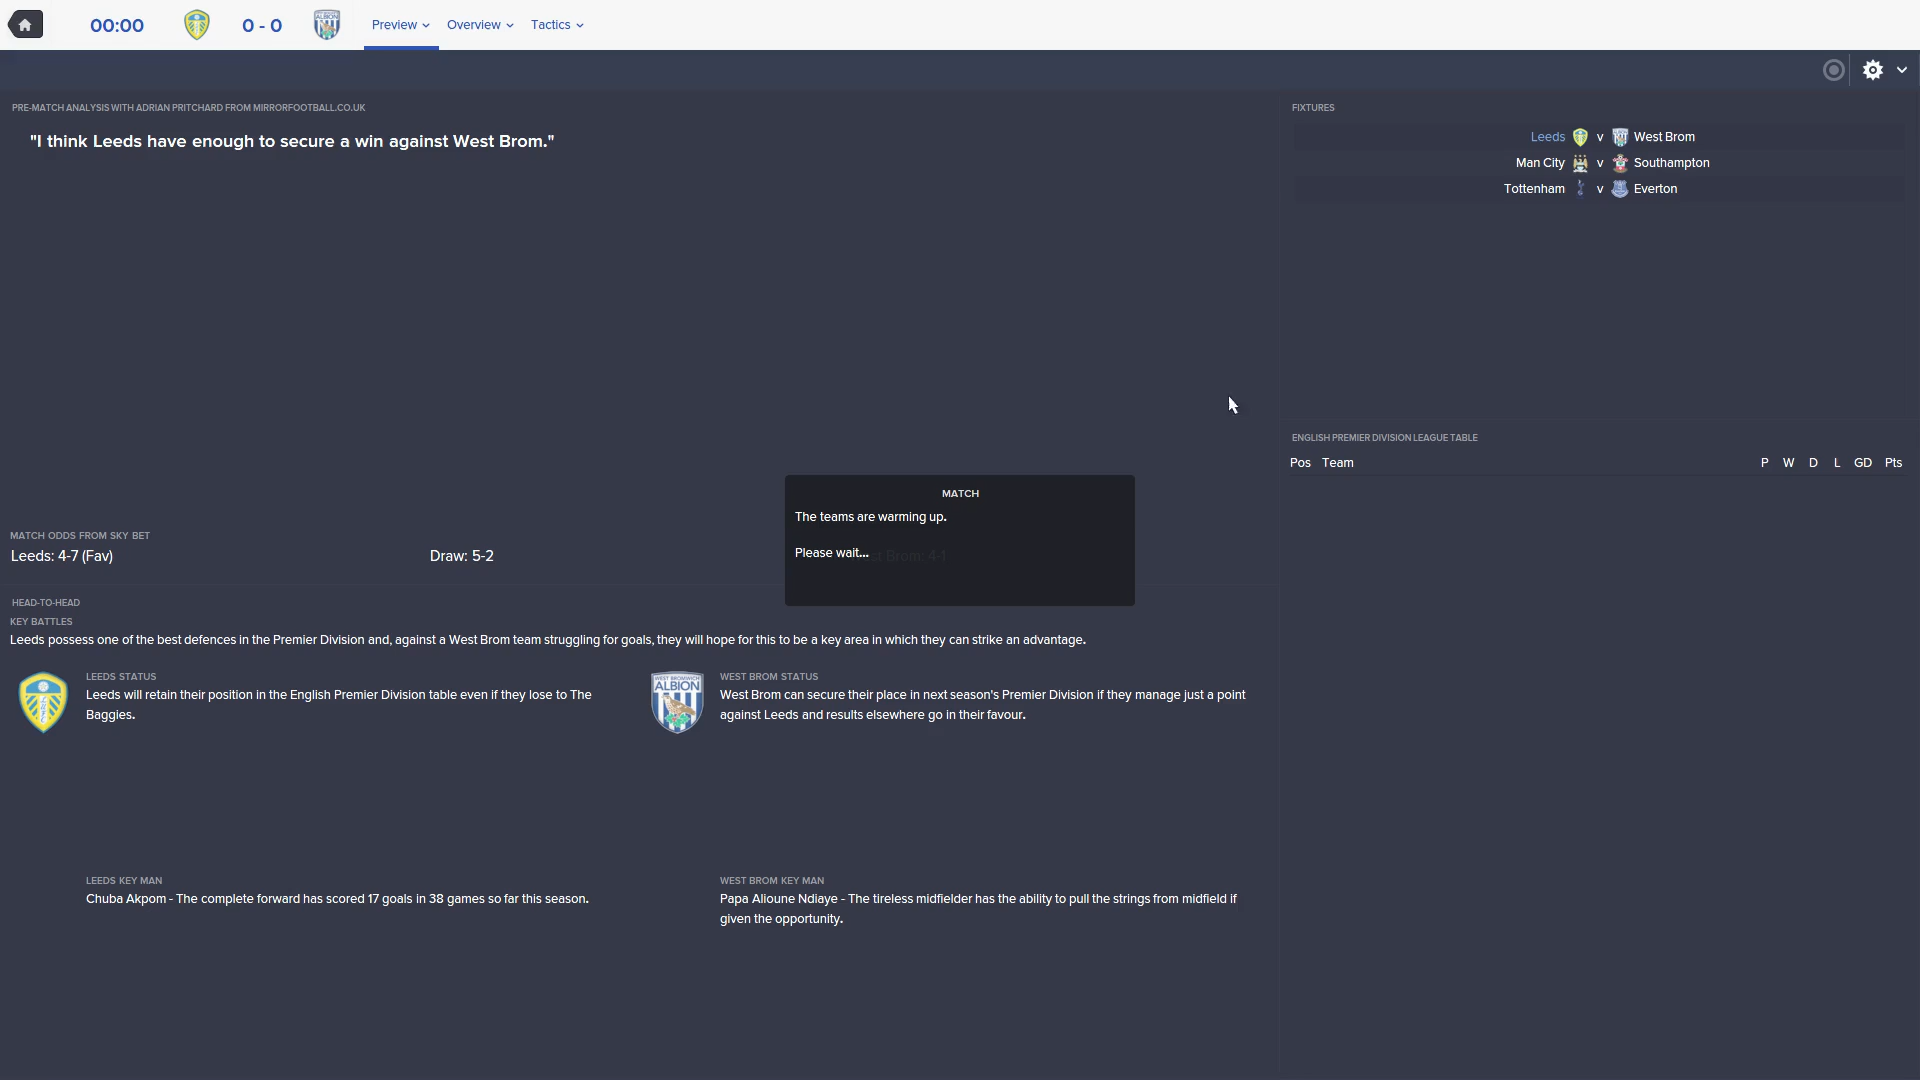 00:00 0 - 0 Preview Overview Tactics
PRE-MATCH ANALYSIS WITH ADRIAN PRITCHARD FROM MIRRORFOOTBALL.CO.UK
"I think Leeds have enough to secure a win against West Brom."
FIXTURES
Leeds v West Brom
Man City v Southampton
Tottenham v Everton
ENGLISH PREMIER DIVISION LEAGUE TABLE
Pos Team P W D L GD Pts
MATCH
The teams are warming up.
Please wait...
MATCH ODDS FROM SKY BET
Leeds: 4-7 (Fav) Draw: 5-2 West Brom: 4-1
HEAD-TO-HEAD
KEY BATTLES
Leeds possess one of the best defences in the Premier Division and, against a West Brom team struggling for goals, they will hope for this to be a key area in which they can strike an advantage.
LEEDS STATUS
Leeds will retain their position in the English Premier Division table even if they lose to The
Baggies.
WEST BROMWICH
ALBION
WEST BROM STATUS
West Brom can secure their place in next season's Premier Division if they manage just a point
against Leeds and results elsewhere go in their favour.
LEEDS KEY MAN
Chuba Akpom - The complete forward has scored 17 goals in 38 games so far this season.
WEST BROM KEY MAN
Papa Alioune Ndiaye - The tireless midfielder has the ability to pull the strings from midfield if
given the opportunity.